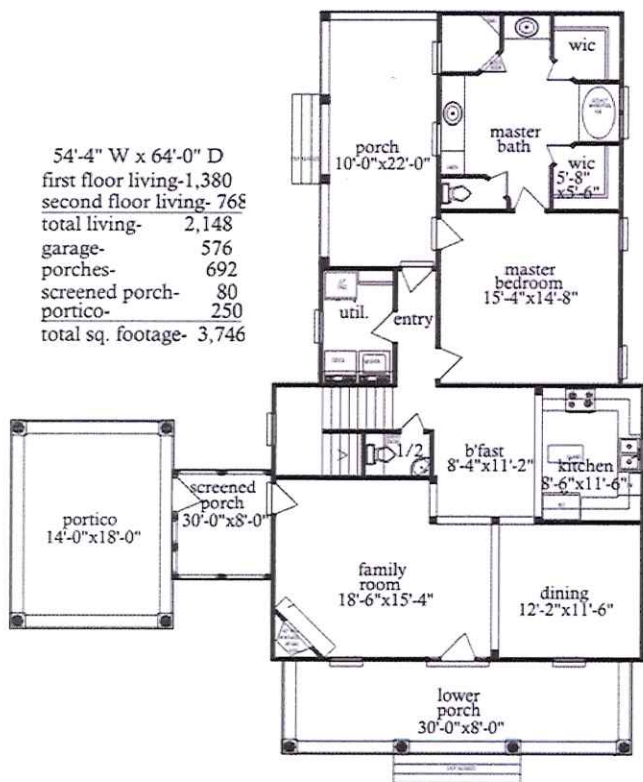 wic
porch
10'-0"x22'-0"
master
bath
wic
5'-8"
x5'-6"
54'-4" W x 64'-0" D
first floor living-1,380
second floor living- 768
total living- 2,148
garage- 576
porches- 692
screened porch- 80
portico- 250
total sq. footage- 3,746
master
bedroom
15'-4"x14'-8"
util.
entry
1/2
b'fast
8'-4"x11'-2"
kitchen
8'-6"x11'-6"
screened
porch
30'-0"x8'-0"
portico
14'-0"x18'-0"
family
room
18'-6"x15'-4"
dining
12'-2"x11'-6"
lower
porch
30'-0"x8'-0"